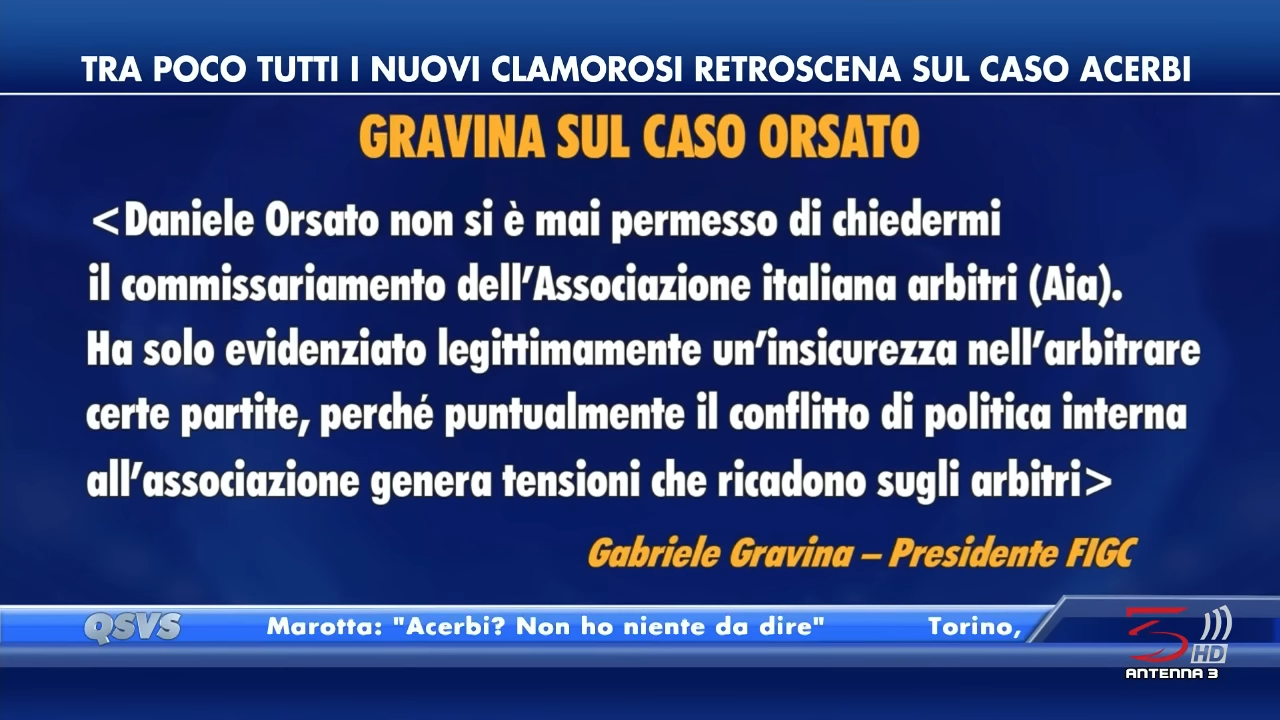 TRA POCO TUTTI I NUOVI CLAMOROSI RETROSCENA SUL CASO ACERBI
GRAVINA SUL CASO ORSATO
<Daniele Orsato non si è mai permesso di chiedermi
il commissariamento dell'Associazione italiana arbitri (Aia).
Ha solo evidenziato legittimamente un'insicurezza nell'arbitrare
certe partite, perché puntualmente il conflitto di politica interna
all'associazione genera tensioni che ricadono sugli arbitri>
Gabriele Gravina – Presidente FIGC
QSVS
Marotta: "Acerbi? Non ho niente da dire" Torino,
3 HD
ANTENNA 3